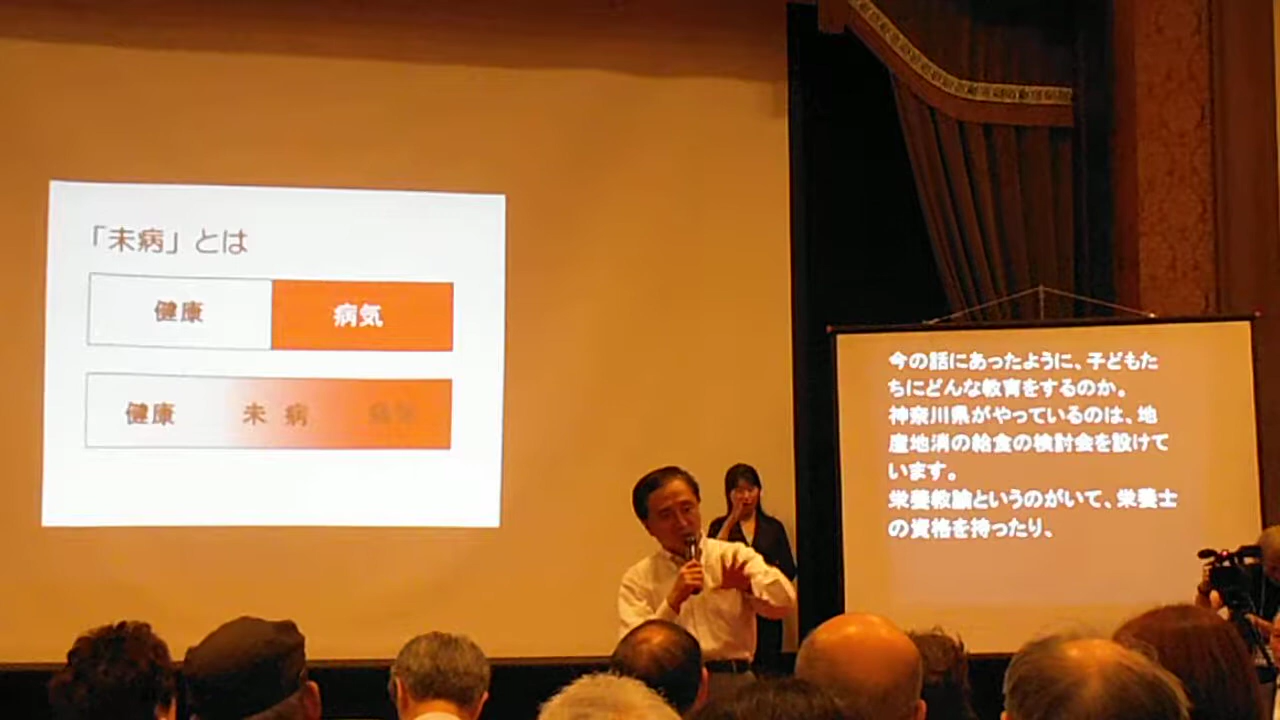 「未病」とは
健康 病気
健康 未 病 病気
今の話にあったように、子どもた
ちにどんな教育をするのか。
神奈川県がやっているのは、地
産地消の給食の検討会を設けて
います。
栄養教諭というのがいて、栄養士
の資格を持ったり、